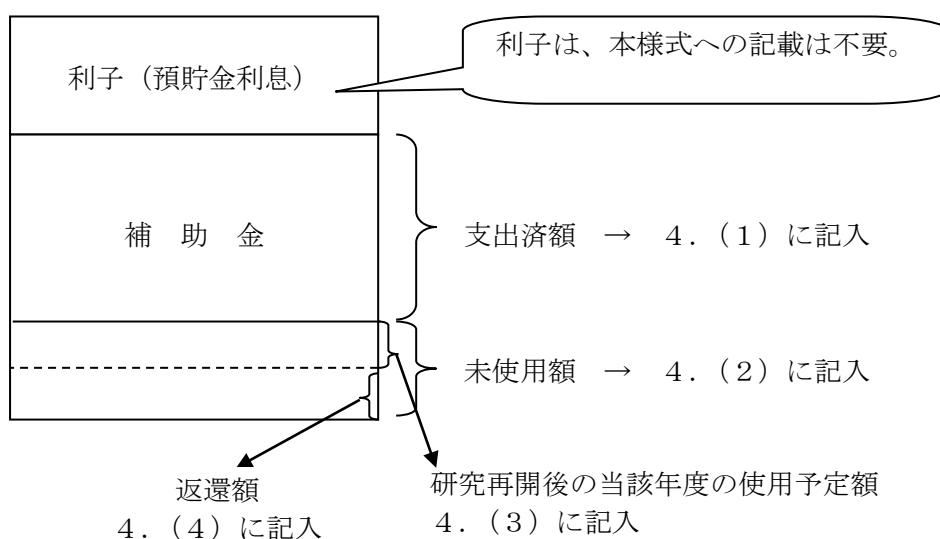 利子は、本様式への記載は不要。
利子（預貯金利息）
補　助　金
支出済額　→　４．（１）に記入
未使用額　→　４．（２）に記入
返還額
４．（４）に記入
研究再開後の当該年度の使用予定額
４．（３）に記入